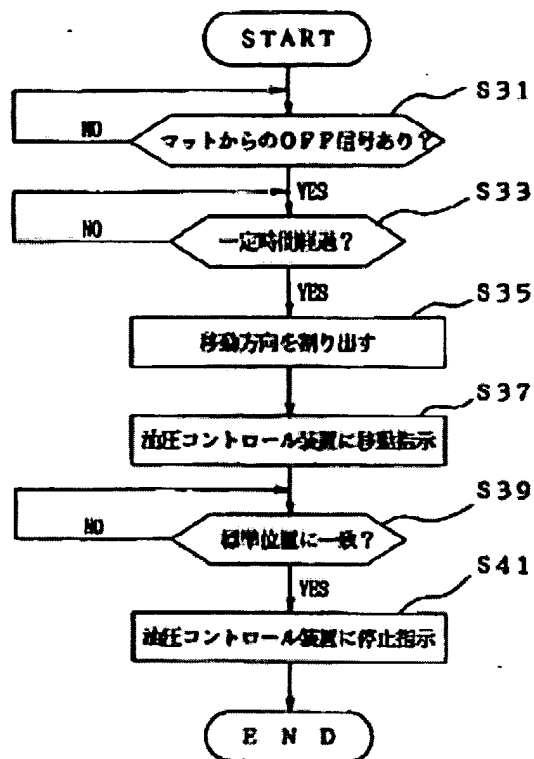 START
S31
マットからのOFF信号あり?
NO
YES
S33
一定時間経過?
NO
YES
S35
移動方向を割り出す
S37
油圧コントロール装置に移動指示
S39
標準位置に一致?
NO
YES
S41
油圧コントロール装置に停止指示
END